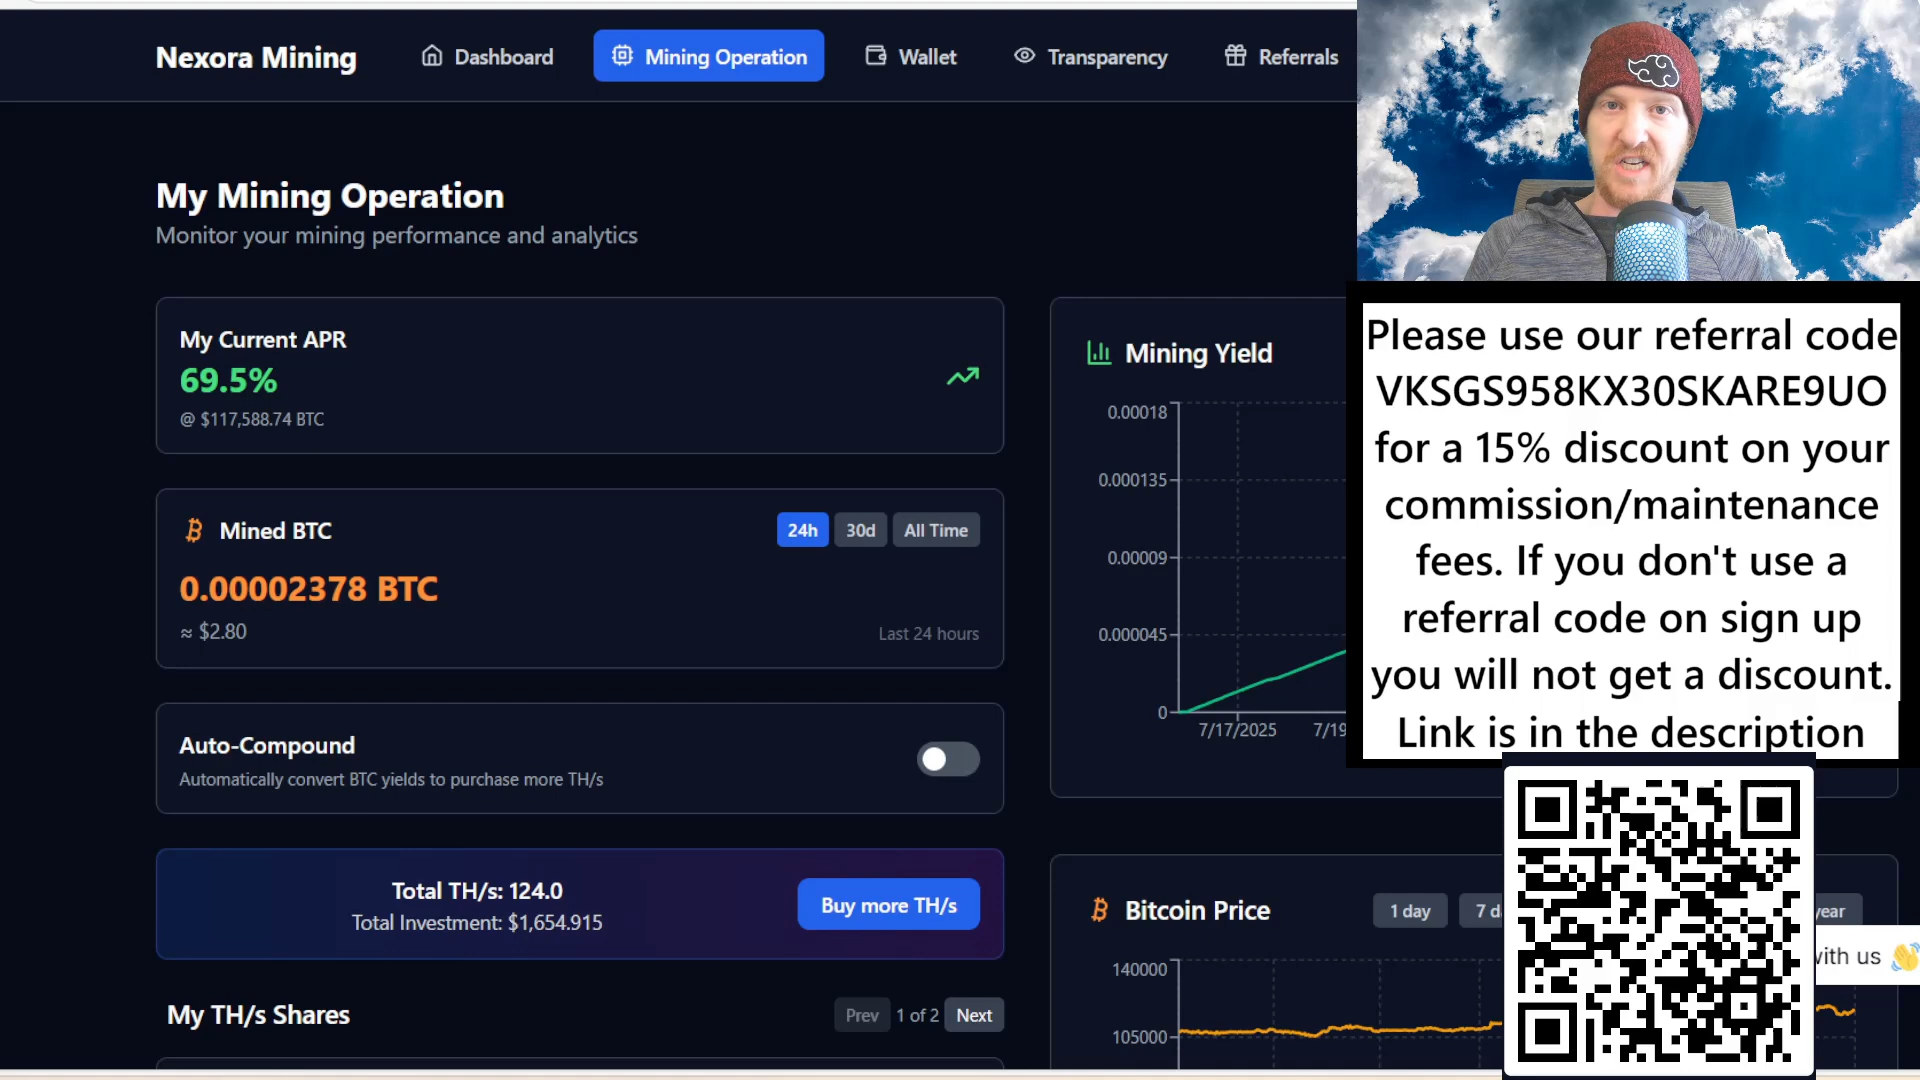 Nexora Mining
Dashboard
Mining Operation
Wallet
Transparency
Referrals
My Mining Operation
Monitor your mining performance and analytics
My Current APR
69.5%
@ $117,588.74 BTC
Mined BTC
24h
30d
All Time
0.00002378 BTC
≈ $2.80
Last 24 hours
Auto-Compound
Automatically convert BTC yields to purchase more TH/s
Total TH/s: 124.0
Total Investment: $1,654.915
Buy more TH/s
My TH/s Shares
Prev
1 of 2
Next
Mining Yield
0.00018
0.000135
0.00009
0.000045
0
7/17/2025
7/19
Please use our referral code
VKSGS958KX30SKARE9UO
for a 15% discount on your
commission/maintenance
fees. If you don't use a
referral code on sign up
you will not get a discount.
Link is in the description
Bitcoin Price
1 day
7 d
year
140000
105000
with us 👋